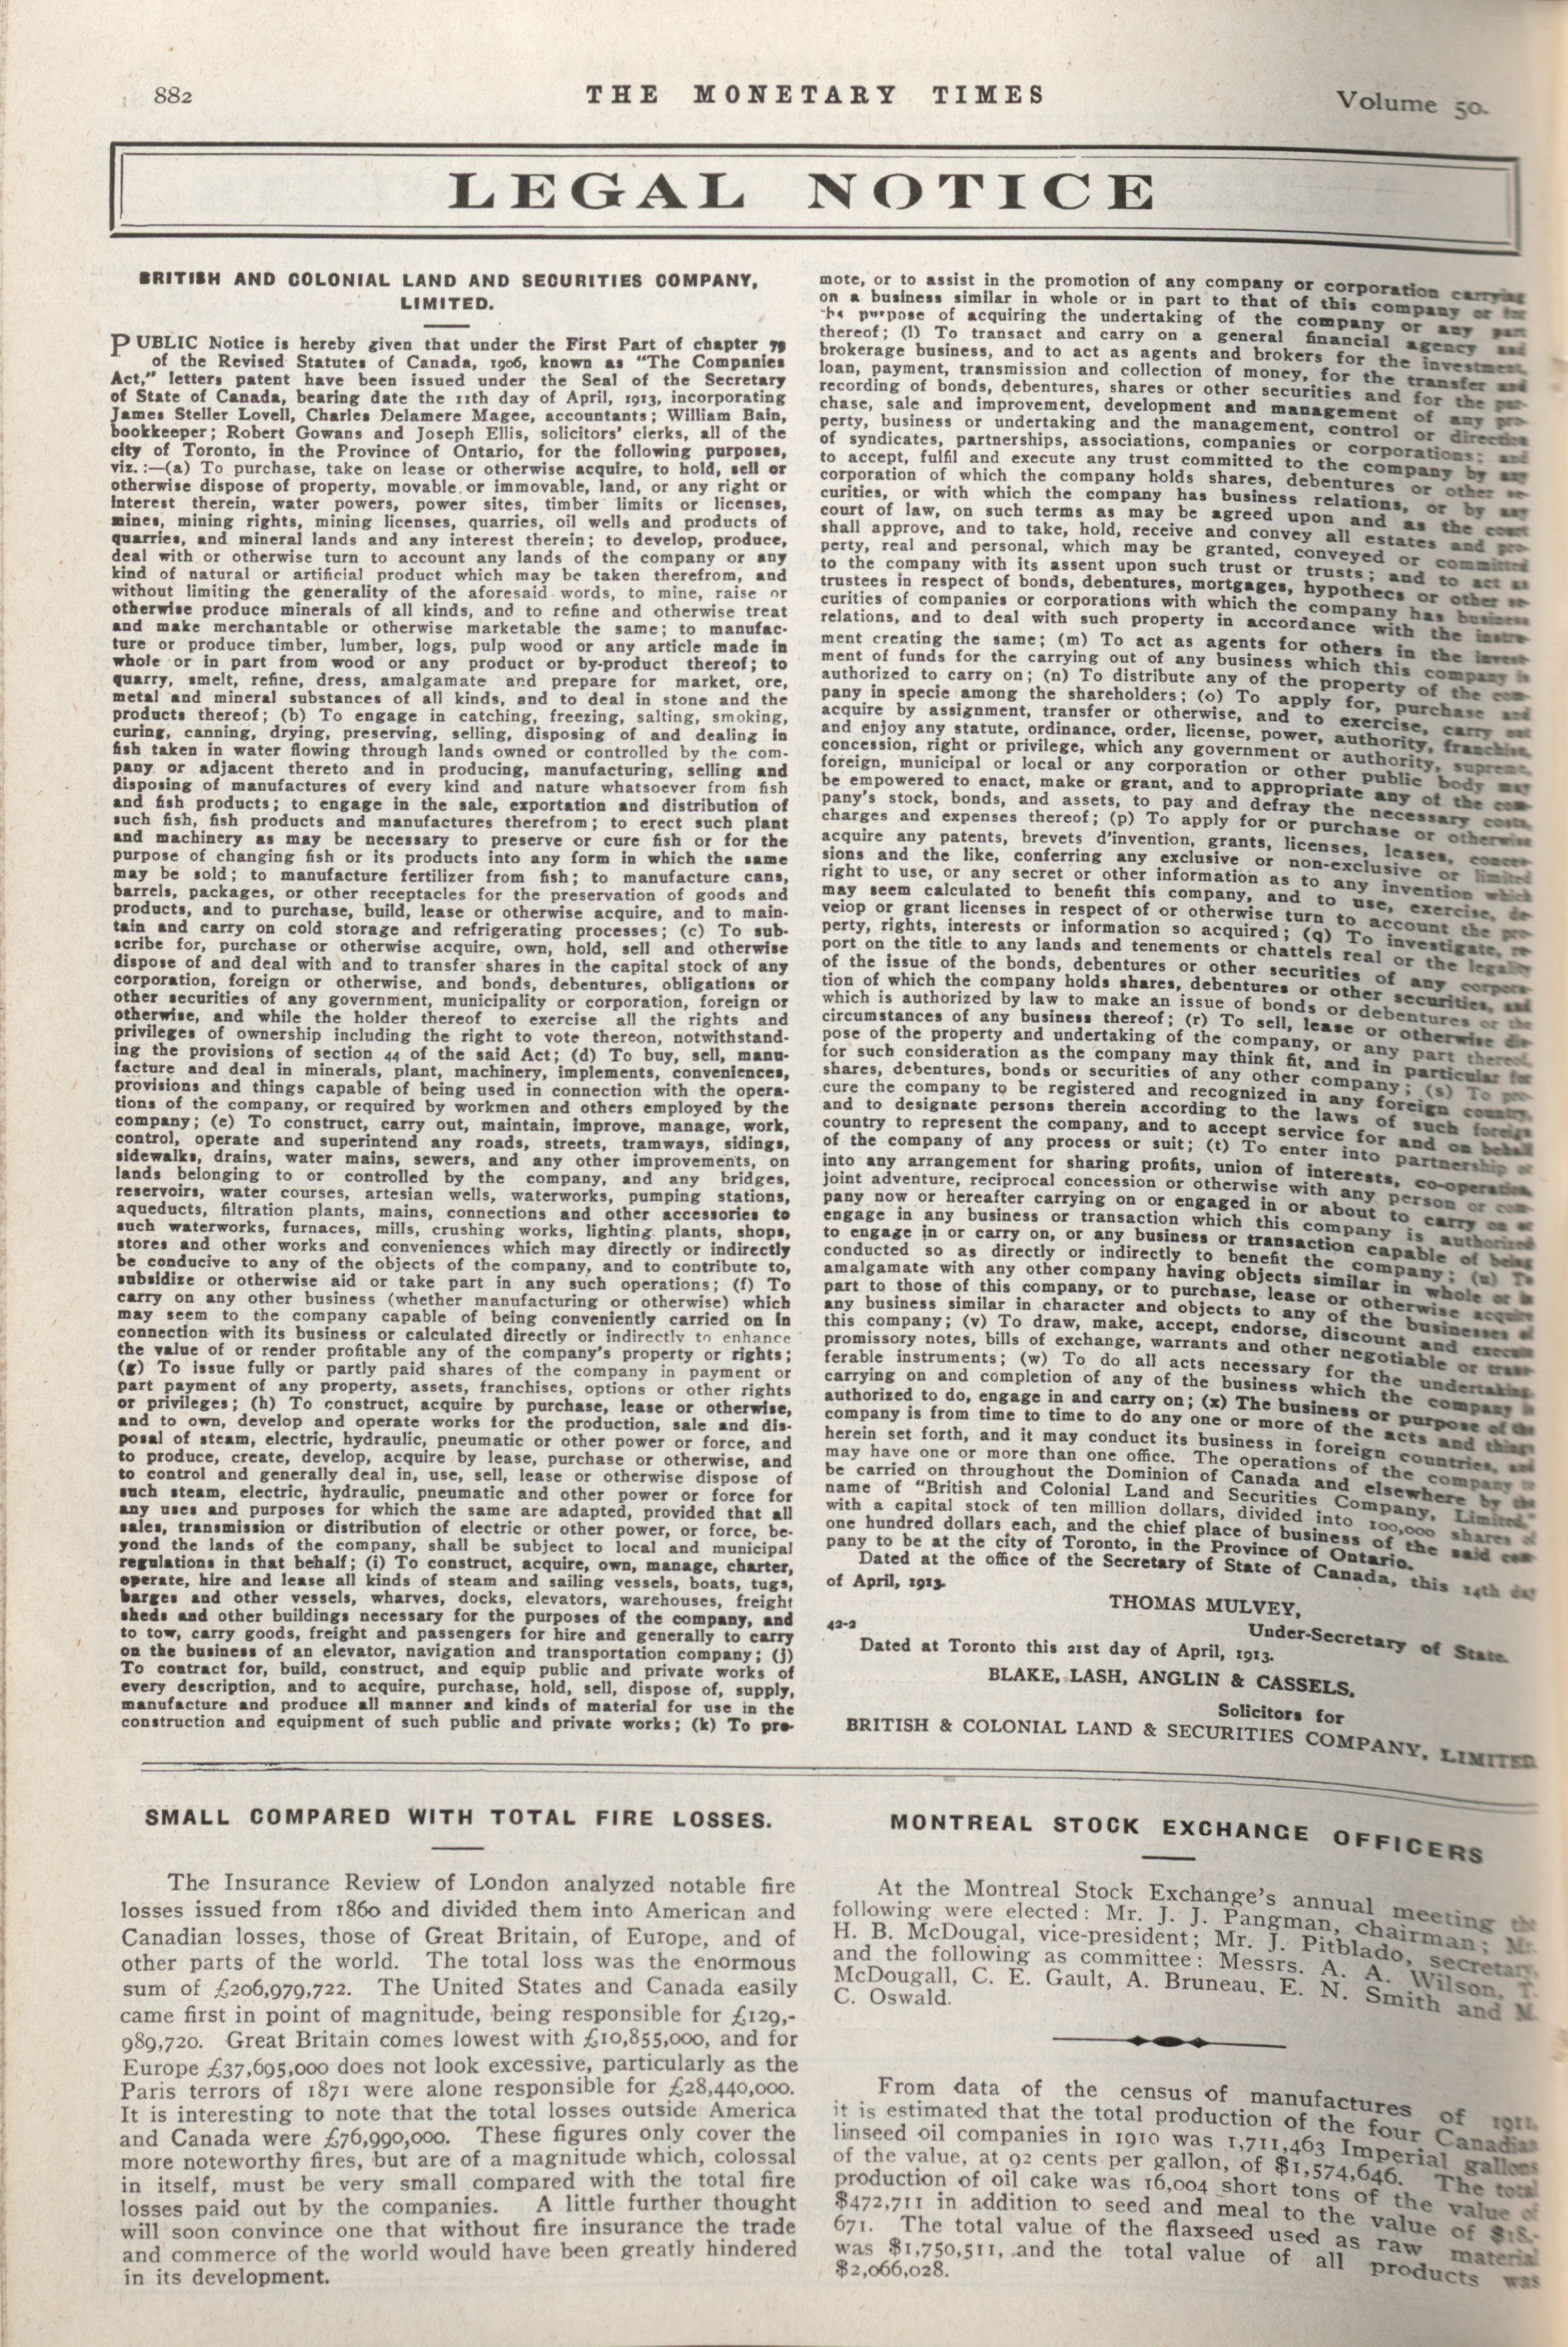 882
THE MONETARY TIMES
Volume 50.
LEGAL NOTICE
BRITISH AND COLONIAL LAND AND SECURITIES COMPANY,
LIMITED.
PUBLIC Notice is hereby given that under the First Part of chapter 79
of the Revised Statutes of Canada, 1906, known as "The Companies
Act," letters patent have been issued under the Seal of the Secretary
of State of Canada, bearing date the 11th day of April, 1913, incorporating
James Steller Lovell, Charles Delamere Magee, accountants; William Bain,
bookkeeper; Robert Gowans and Joseph Ellis, solicitors' clerks, all of the
city of Toronto, in the Province of Ontario, for the following purposes,
viz.:—(a) To purchase, take on lease or otherwise acquire, to hold, sell or
otherwise dispose of property, movable or immovable, land, or any right or
interest therein, water powers, power sites, timber limits or licenses,
mines, mining rights, mining licenses, quarries, oil wells and products of
quarries, and mineral lands and any interest therein; to develop, produce,
deal with or otherwise turn to account any lands of the company or any
kind of natural or artificial product which may be taken therefrom, and
without limiting the generality of the aforesaid words, to mine, raise or
otherwise produce minerals of all kinds, and to refine and otherwise treat
and make merchantable or otherwise marketable the same; to manufac-
ture or produce timber, lumber, logs, pulp wood or any article made in
whole or in part from wood or any product or by-product thereof; to
quarry, smelt, refine, dress, amalgamate and prepare for market, ore,
metal and mineral substances of all kinds, and to deal in stone and the
products thereof; (b) To engage in catching, freezing, salting, smoking,
curing, canning, drying, preserving, selling, disposing of and dealing in
fish taken in water flowing through lands owned or controlled by the com-
pany or adjacent thereto and in producing, manufacturing, selling and
disposing of manufactures of every kind and nature whatsoever from fish
and fish products; to engage in the sale, exportation and distribution of
such fish, fish products and manufactures therefrom; to erect such plant
and machinery as may be necessary to preserve or cure fish or for the
purpose of changing fish or its products into any form in which the same
may be sold; to manufacture fertilizer from fish; to manufacture cans,
barrels, packages, or other receptacles for the preservation of goods and
products, and to purchase, build, lease or otherwise acquire, and to main-
tain and carry on cold storage and refrigerating processes; (c) To sub-
scribe for, purchase or otherwise acquire, own, hold, sell and otherwise
dispose of and deal with and to transfer shares in the capital stock of any
corporation, foreign or otherwise, and bonds, debentures, obligations or
other securities of any government, municipality or corporation, foreign or
otherwise, and while the holder thereof to exercise all the rights and
privileges of ownership including the right to vote thereon, notwithstand-
ing the provisions of section 44 of the said Act; (d) To buy, sell, manu-
facture and deal in minerals, plant, machinery, implements, conveniences,
provisions and things capable of being used in connection with the opera-
tions of the company, or required by workmen and others employed by the
company; (e) To construct, carry out, maintain, improve, manage, work,
control, operate and superintend any roads, streets, tramways, sidings,
sidewalks, drains, water mains, sewers, and any other improvements, on
lands belonging to or controlled by the company, and any bridges,
reservoirs, water courses, artesian wells, waterworks, pumping stations,
aqueducts, filtration plants, mains, connections and other accessories to
such waterworks, furnaces, mills, crushing works, lighting plants, shops,
stores and other works and conveniences which may directly or indirectly
be conducive to any of the objects of the company, and to contribute to,
subsidize or otherwise aid or take part in any such operations; (f) To
carry on any other business (whether manufacturing or otherwise) which
may seem to the company capable of being conveniently carried on in
connection with its business or calculated directly or indirectly to enhance
the value of or render profitable any of the company's property or rights;
(g) To issue fully or partly paid shares of the company in payment or
part payment of any property, assets, franchises, options or other rights
or privileges; (h) To construct, acquire by purchase, lease or otherwise,
and to own, develop and operate works for the production, sale and dis-
posal of steam, electric, hydraulic, pneumatic or other power or force, and
to produce, create, develop, acquire by lease, purchase or otherwise, and
to control and generally deal in, use, sell, lease or otherwise dispose of
such steam, electric, hydraulic, pneumatic and other power or force for
any uses and purposes for which the same are adapted, provided that all
sales, transmission or distribution of electric or other power, or force, be-
yond the lands of the company, shall be subject to local and municipal
regulations in that behalf; (i) To construct, acquire, own, manage, charter,
operate, hire and lease all kinds of steam and sailing vessels, boats, tugs,
barges and other vessels, wharves, docks, elevators, warehouses, freight
sheds and other buildings necessary for the purposes of the company, and
to tow, carry goods, freight and passengers for hire and generally to carry
on the business of an elevator, navigation and transportation company; (j)
To contract for, build, construct, and equip public and private works of
every description, and to acquire, purchase, hold, sell, dispose of, supply,
manufacture and produce all manner and kinds of material for use in the
construction and equipment of such public and private works; (k) To pro-
mote, or to assist in the promotion of any company or corporation carrying
on a business similar in whole or in part to that of this company or for
the purpose of acquiring the undertaking of the company or any part
thereof; (l) To transact and carry on a general financial agency and
brokerage business, and to act as agents and brokers for the investment,
loan, payment, transmission and collection of money, for the transfer and
recording of bonds, debentures, shares or other securities and for the pur-
chase, sale and improvement, development and management of any pro-
perty, business or undertaking and the management, control or direction
of syndicates, partnerships, associations, companies or corporations; and
to accept, fulfil and execute any trust committed to the company by any
corporation of which the company holds shares, debentures or other se-
curities, or with which the company has business relations, or by any
court of law, on such terms as may be agreed upon and as the court
shall approve, and to take, hold, receive and convey all estates and pro-
perty, real and personal, which may be granted, conveyed or committed
to the company with its assent upon such trust or trusts; and to act as
trustees in respect of bonds, debentures, mortgages, hypothecs or other se-
curities of companies or corporations with which the company has business
relations, and to deal with such property in accordance with the instru-
ment creating the same; (m) To act as agents for others in the invest-
ment of funds for the carrying out of any business which this company is
authorized to carry on; (n) To distribute any of the property of the com-
pany in specie among the shareholders; (o) To apply for, purchase and
acquire by assignment, transfer or otherwise, and to exercise, carry out
and enjoy any statute, ordinance, order, license, power, authority, franchise,
concession, right or privilege, which any government or authority, supreme,
foreign, municipal or local or any corporation or other public body may
be empowered to enact, make or grant, and to appropriate any of the com-
pany's stock, bonds, and assets, to pay and defray the necessary costs,
charges and expenses thereof; (p) To apply for or purchase or otherwise
acquire any patents, brevets d'invention, grants, licenses, leases, conces-
sions and the like, conferring any exclusive or non-exclusive or limited
right to use, or any secret or other information as to any invention which
may seem calculated to benefit this company, and to use, exercise, de-
velop or grant licenses in respect of or otherwise turn to account the pro-
perty, rights, interests or information so acquired; (q) To investigate, re-
port on the title to any lands and tenements or chattels real or the legality
of the issue of the bonds, debentures or other securities of any corpora-
tion of which the company holds shares, debentures or other securities, and
which is authorized by law to make an issue of bonds or debentures or the
circumstances of any business thereof; (r) To sell, lease or otherwise dis-
pose of the property and undertaking of the company, or any part thereof,
for such consideration as the company may think fit, and in particular for
shares, debentures, bonds or securities of any other company; (s) To pro-
cure the company to be registered and recognized in any foreign country,
and to designate persons therein according to the laws of such foreign
country to represent the company, and to accept service for and on behalf
of the company of any process or suit; (t) To enter into partnership or
into any arrangement for sharing profits, union of interests, co-operation,
joint adventure, reciprocal concession or otherwise with any person or com-
pany now or hereafter carrying on or engaged in or about to carry on or
engage in any business or transaction which this company is authorized
to engage in or carry on, or any business or transaction capable of being
conducted so as directly or indirectly to benefit the company; (u) To
amalgamate with any other company having objects similar in whole or in
part to those of this company, or to purchase, lease or otherwise acquire
any business similar in character and objects to any of the businesses of
this company; (v) To draw, make, accept, endorse, discount and execute
promissory notes, bills of exchange, warrants and other negotiable or trans-
ferable instruments; (w) To do all acts necessary for the undertaking,
carrying on and completion of any of the business which the company is
authorized to do, engage in and carry on; (x) The business or purpose of the
company is from time to time to do any one or more of the acts and things
herein set forth, and it may conduct its business in foreign countries, and
may have one or more than one office. The operations of the company to
be carried on throughout the Dominion of Canada and elsewhere by the
name of "British and Colonial Land and Securities Company, Limited,"
with a capital stock of ten million dollars, divided into 100,000 shares of
one hundred dollars each, and the chief place of business of the said com-
pany to be at the city of Toronto, in the Province of Ontario.
Dated at the office of the Secretary of State of Canada, this 14th day
of April, 1913.
THOMAS MULVEY,
Under-Secretary of State.
42-2
Dated at Toronto this 21st day of April, 1913.
BLAKE, LASH, ANGLIN & CASSELS,
Solicitors for
BRITISH & COLONIAL LAND & SECURITIES COMPANY, LIMITED
SMALL COMPARED WITH TOTAL FIRE LOSSES.
The Insurance Review of London analyzed notable fire
losses issued from 1860 and divided them into American and
Canadian losses, those of Great Britain, of Europe, and of
other parts of the world. The total loss was the enormous
sum of £206,979,722. The United States and Canada easily
came first in point of magnitude, being responsible for £129,-
989,720. Great Britain comes lowest with £10,855,000, and for
Europe £37,695,000 does not look excessive, particularly as the
Paris terrors of 1871 were alone responsible for £28,440,000.
It is interesting to note that the total losses outside America
and Canada were £76,990,000. These figures only cover the
more noteworthy fires, but are of a magnitude which, colossal
in itself, must be very small compared with the total fire
losses paid out by the companies. A little further thought
will soon convince one that without fire insurance the trade
and commerce of the world would have been greatly hindered
in its development.
MONTREAL STOCK EXCHANGE OFFICERS
At the Montreal Stock Exchange's annual meeting the
following were elected: Mr. J. J. Pangman, chairman; Mr.
H. B. McDougal, vice-president; Mr. J. Pitblado, secretary,
and the following as committee: Messrs. A. A. Wilson, T.
McDougall, C. E. Gault, A. Bruneau, E. N. Smith and M.
C. Oswald.
From data of the census of manufactures of 1911,
it is estimated that the total production of the four Canadian
linseed oil companies in 1910 was 1,711,463 Imperial gallons
of the value, at 92 cents per gallon, of $1,574,646. The total
production of oil cake was 16,004 short tons of the value of
$472,711 in addition to seed and meal to the value of $18,-
671. The total value of the flaxseed used as raw material
was $1,750,511, and the total value of all products was
$2,066,028.